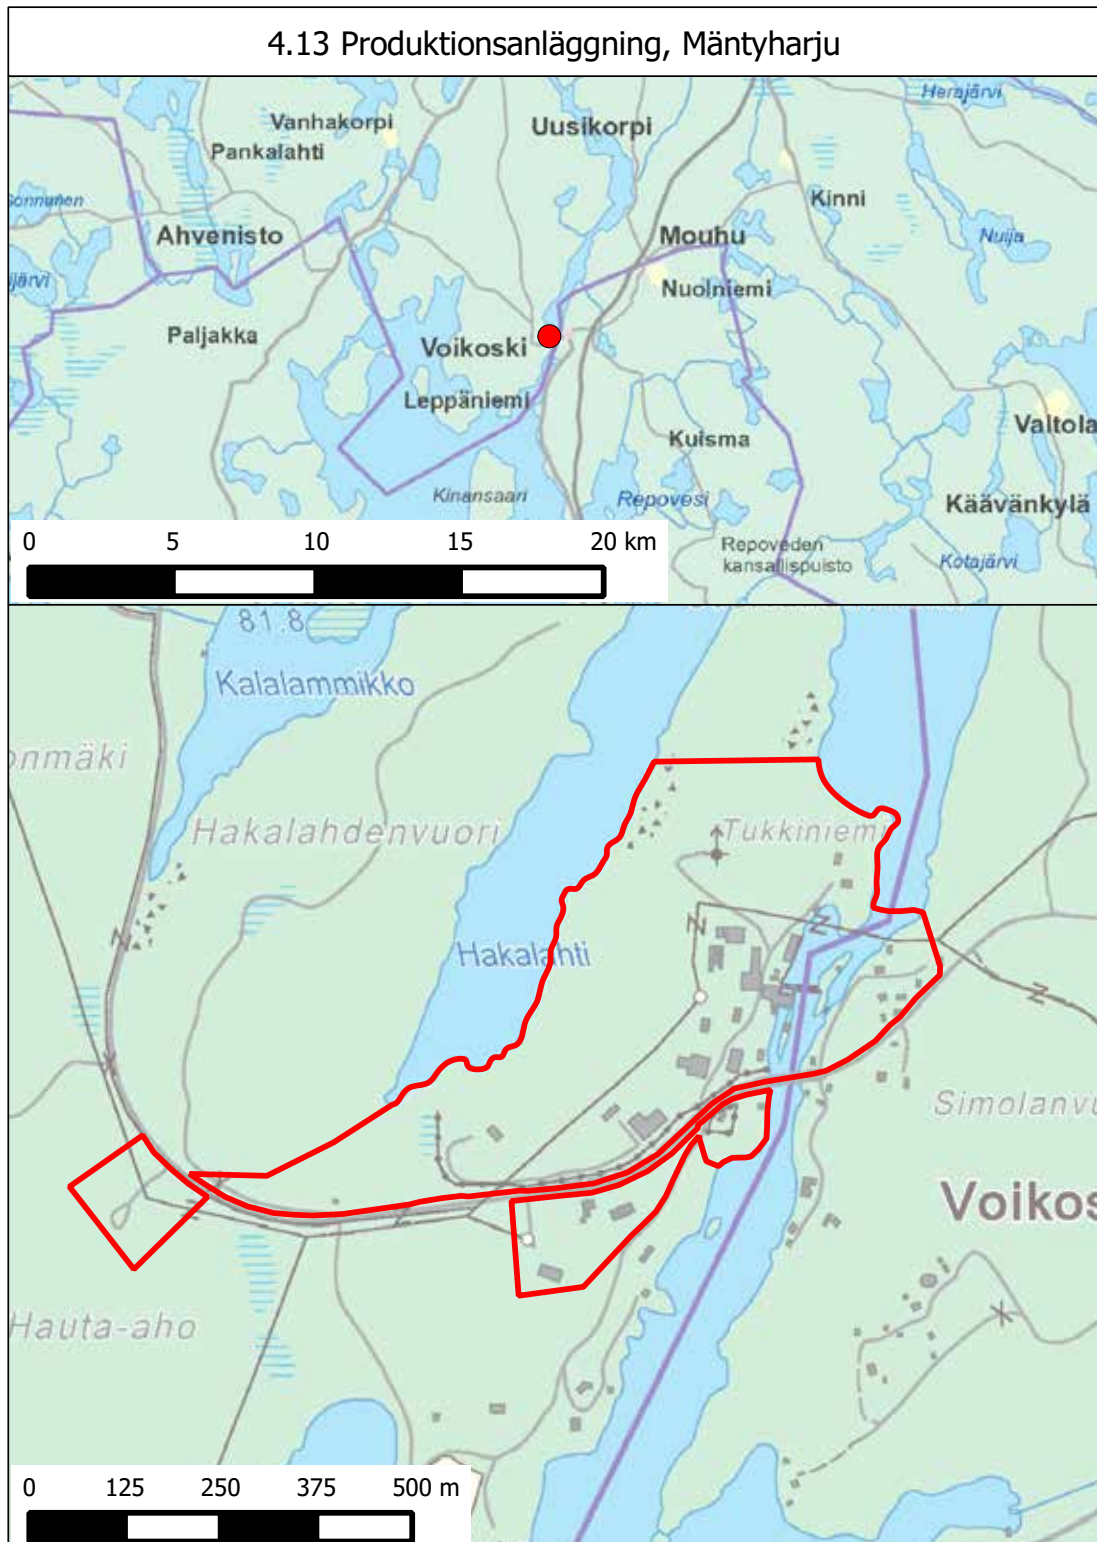 4.13 Produktionsanläggning, Mäntyharju
Herajärvi
Vanhakorpi
Uusikorpi
Pankalahti
Kinni
Ahvenisto
Mouhu
Nuija
järvi
Nuolniemi
Paljakka
Voikoski
Leppäniemi
Valtola
Kuisma
Kinansaari
Repovesi
Käävänkylä
Repoveden
kansallispuisto
Kotajärvi
0 5 10 15 20 km
81.8
Kalalammikko
onmäki
Hakalahdenvuori
Tukkiniemi
Hakalahti
Simolanvu
Voikos
Hauta-aho
0 125 250 375 500 m